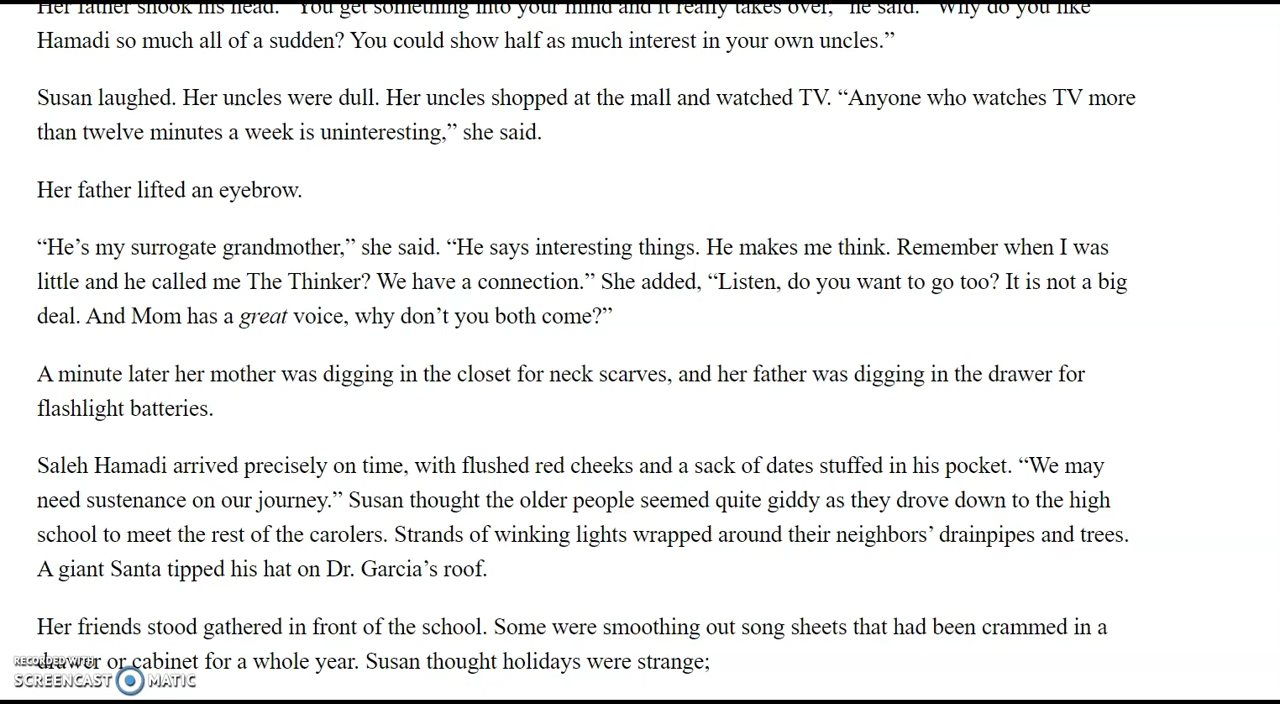 Her father shook his head. “You get something into your mind and it really takes over,” he said. “Why do you like
Hamadi so much all of a sudden? You could show half as much interest in your own uncles.”
Susan laughed. Her uncles were dull. Her uncles shopped at the mall and watched TV. “Anyone who watches TV more
than twelve minutes a week is uninteresting,” she said.
Her father lifted an eyebrow.
“He’s my surrogate grandmother,” she said. “He says interesting things. He makes me think. Remember when I was
little and he called me The Thinker? We have a connection.” She added, “Listen, do you want to go too? It is not a big
deal. And Mom has a great voice, why don’t you both come?”
A minute later her mother was digging in the closet for neck scarves, and her father was digging in the drawer for
flashlight batteries.
Saleh Hamadi arrived precisely on time, with flushed red cheeks and a sack of dates stuffed in his pocket. “We may
need sustenance on our journey.” Susan thought the older people seemed quite giddy as they drove down to the high
school to meet the rest of the carolers. Strands of winking lights wrapped around their neighbors’ drainpipes and trees.
A giant Santa tipped his hat on Dr. Garcia’s roof.
Her friends stood gathered in front of the school. Some were smoothing out song sheets that had been crammed in a
drawer or cabinet for a whole year. Susan thought holidays were strange;
RECORDED WITH
SCREENCAST MATIC